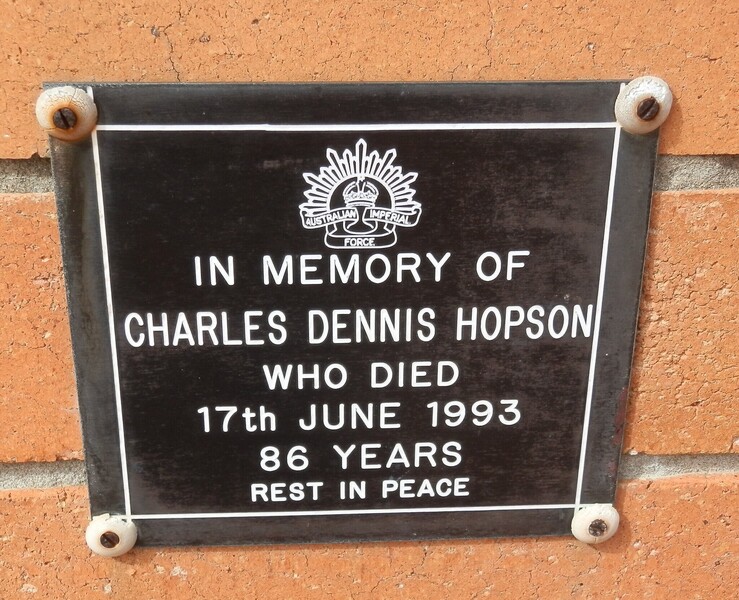 AUSTRALIAN IMPERIAL
FORCE
IN MEMORY OF
CHARLES DENNIS HOPSON
WHO DIED
17th JUNE 1993
86 YEARS
REST IN PEACE